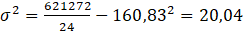 σ² = 621272/24 − 160,83² = 20,04